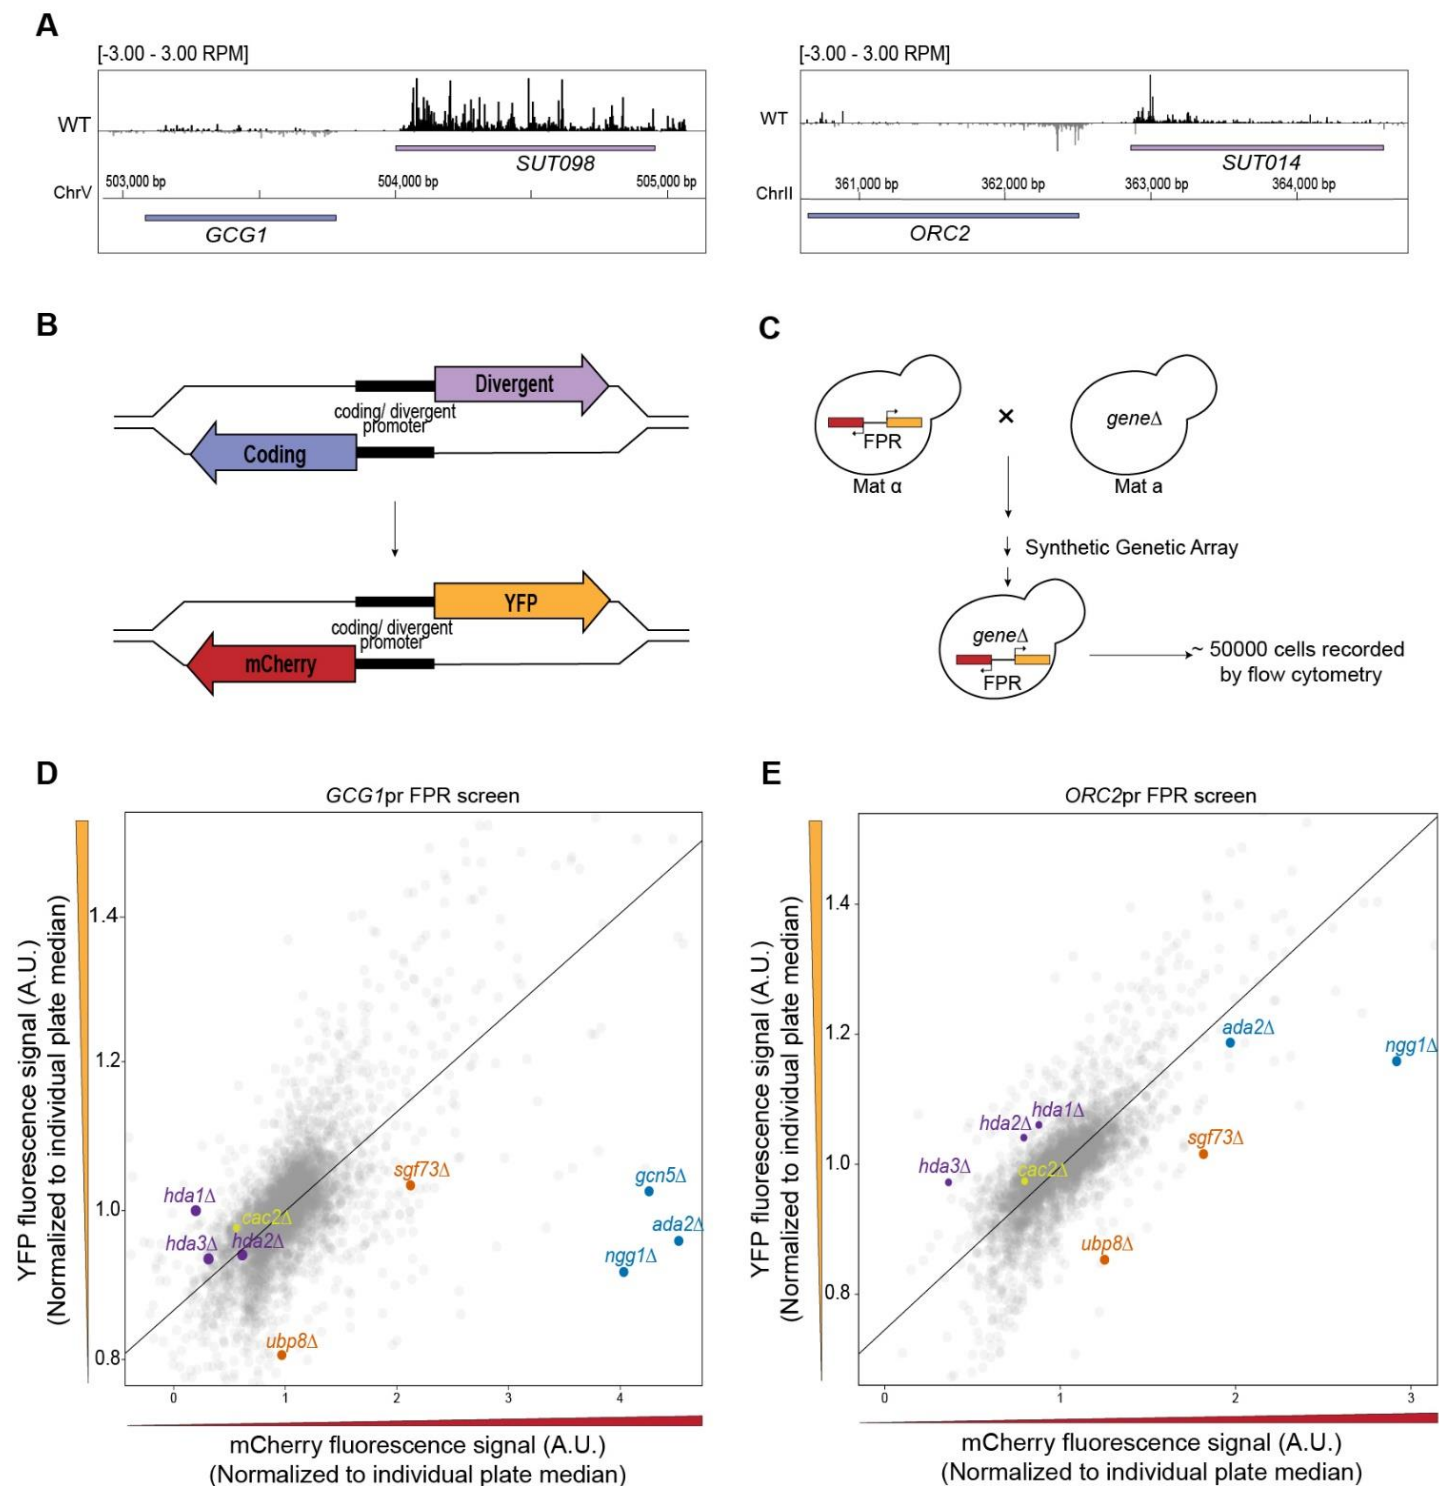 A
[-3.00 - 3.00 RPM]
WT
SUT098
503,000 bp 504,000 bp 505,000 bp
ChrV
GCG1
[-3.00 - 3.00 RPM]
WT
SUT014
361,000 bp 362,000 bp 363,000 bp 364,000 bp
ChrII
ORC2
B
Divergent
coding/ divergent
promoter
Coding
YFP
coding/ divergent
promoter
mCherry
C
FPR
Mat α
×
geneΔ
Mat a
Synthetic Genetic Array
geneΔ
FPR
~ 50000 cells recorded
by flow cytometry
D
GCG1pr FPR screen
YFP fluorescence signal (A.U.)
(Normalized to individual plate median)
1.4
1.2
1.0
0.8
sgf73Δ
gcn5Δ
hda1Δ
cac2Δ
ada2Δ
hda3Δ
hda2Δ
ngg1Δ
ubp8Δ
0 1 2 3 4
mCherry fluorescence signal (A.U.)
(Normalized to individual plate median)
E
ORC2pr FPR screen
YFP fluorescence signal (A.U.)
(Normalized to individual plate median)
1.4
1.2
1.0
0.8
ada2Δ
ngg1Δ
hda1Δ
hda2Δ
sgf73Δ
hda3Δ
cac2Δ
ubp8Δ
0 1 2 3
mCherry fluorescence signal (A.U.)
(Normalized to individual plate median)